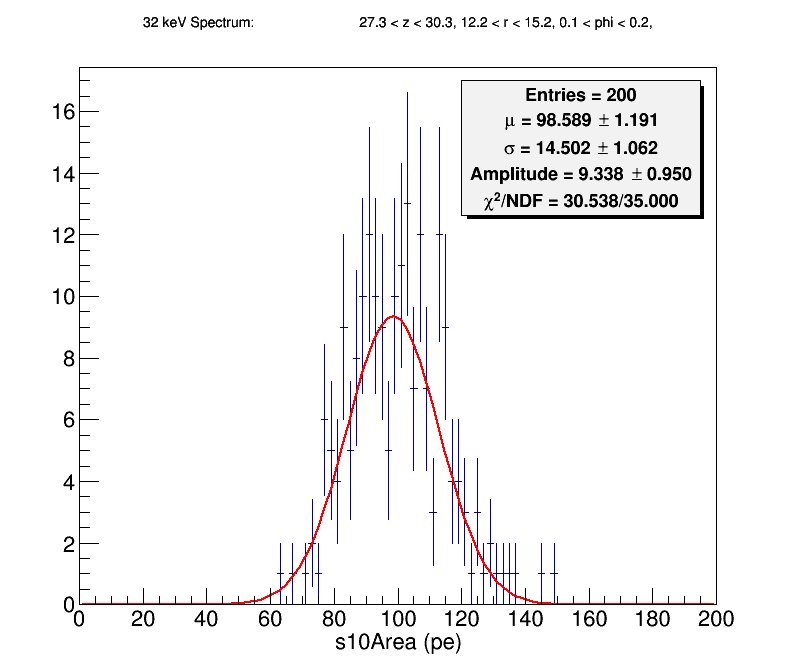 32 keV Spectrum: 27.3 < z < 30.3, 12.2 < r < 15.2, 0.1 < phi < 0.2,
Entries = 200
μ = 98.589 ± 1.191
σ = 14.502 ± 1.062
Amplitude = 9.338 ± 0.950
χ²/NDF = 30.538/35.000
16
14
12
10
8
6
4
2
0
0 20 40 60 80 100 120 140 160 180 200
s10Area (pe)